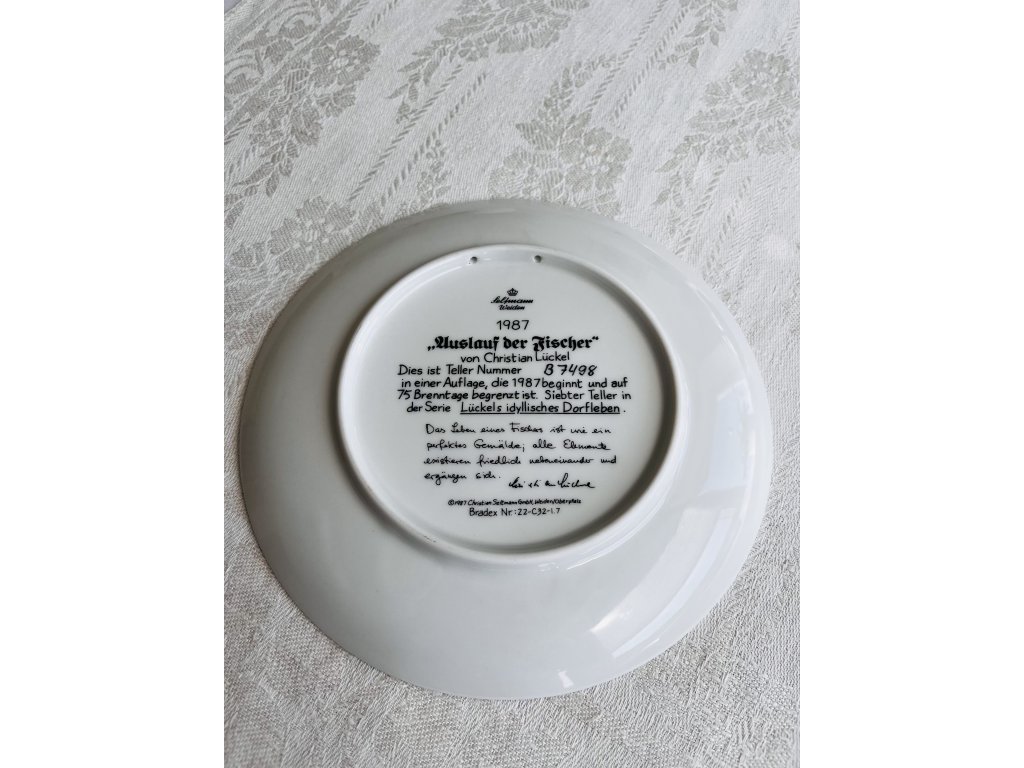 Seltmann
Weiden
1987
„Auslauf der Fischer“
von Christian Lückel
Dies ist Teller Nummer B 7498
in einer Auflage, die 1987 beginnt und auf
75 Brenntage begrenzt ist. Siebter Teller in
der Serie Lückels idyllisches Dorfleben.
Das Leben eines Fischers ist wie ein
perfektes Gemälde; alle Elemente
existieren friedlich nebeneinander und
ergänzen sich. Christian Lückel
©1987 Christian Seltmann GmbH, Weiden/Oberpfalz
Bradex Nr.: 22-C32-1.7